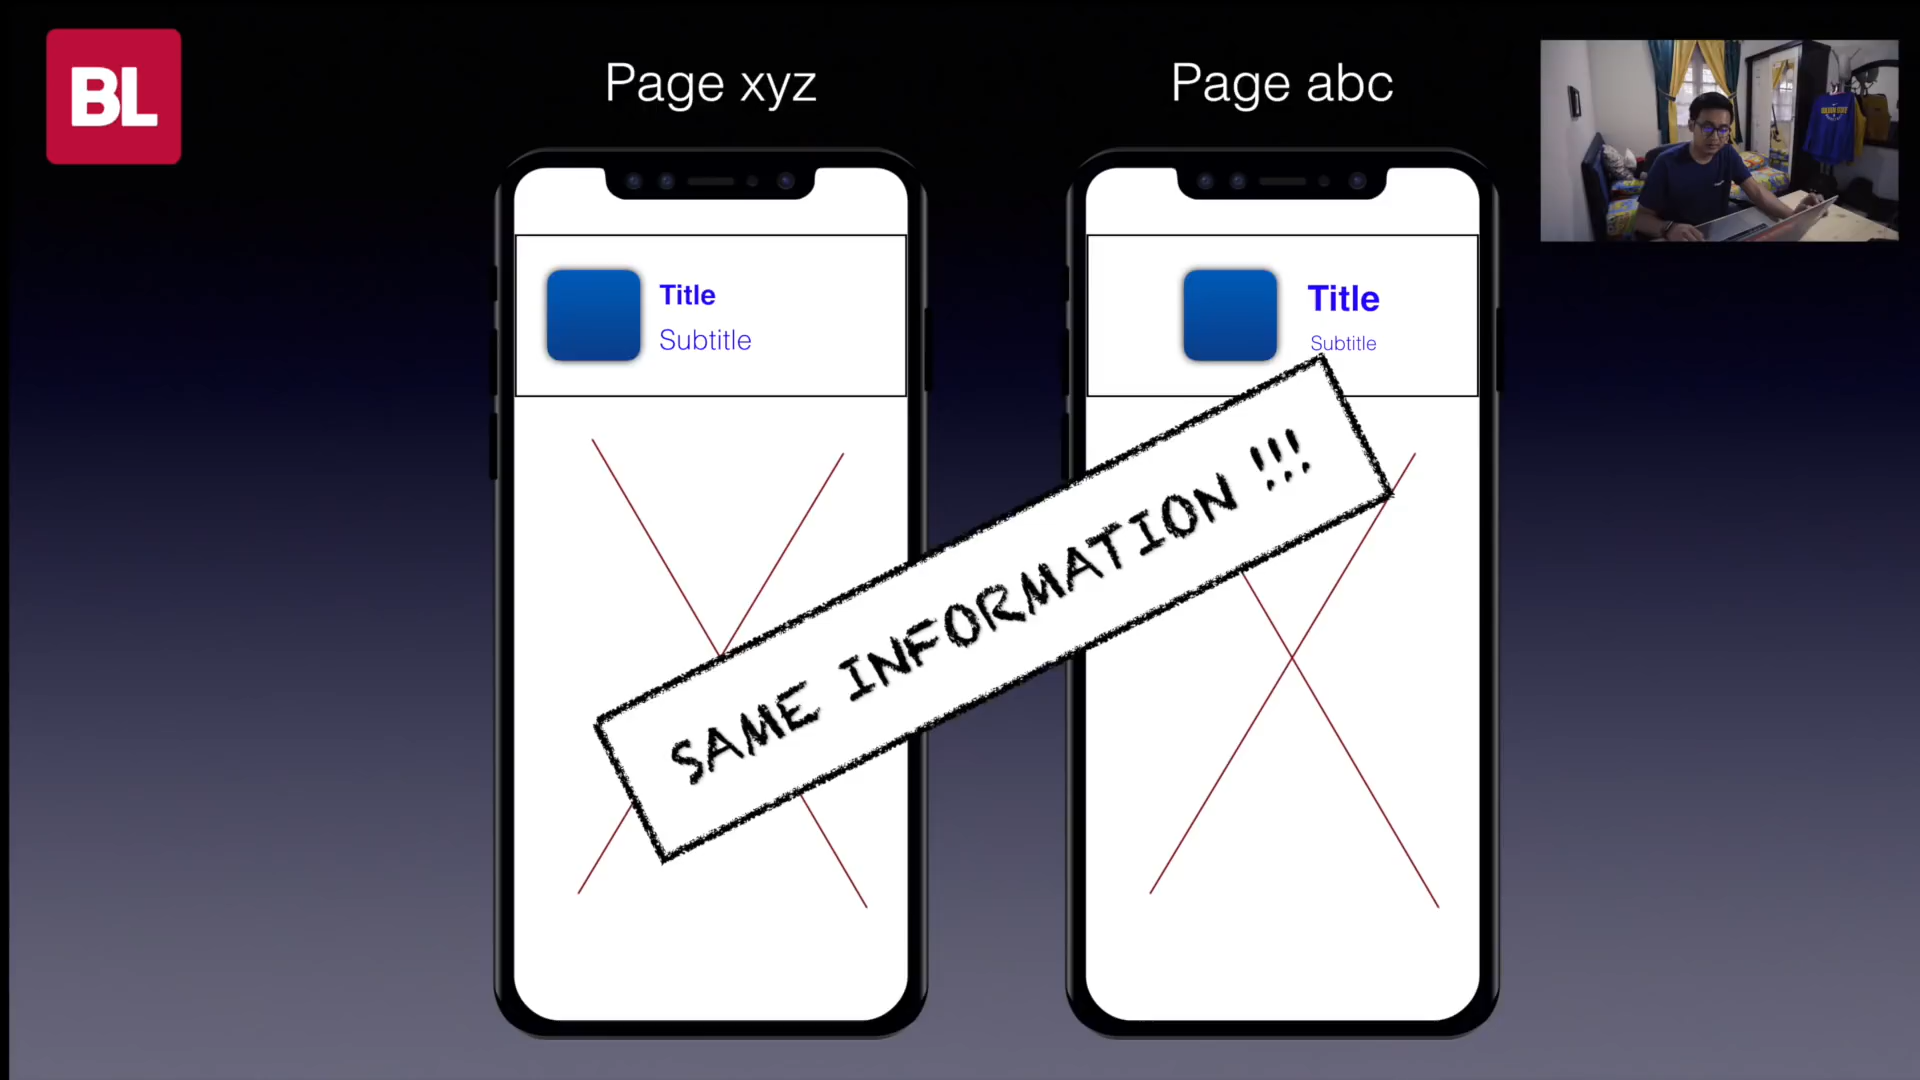 BL
Page xyz
Page abc
Title
Subtitle
Title
Subtitle
SAME INFORMATION !!!